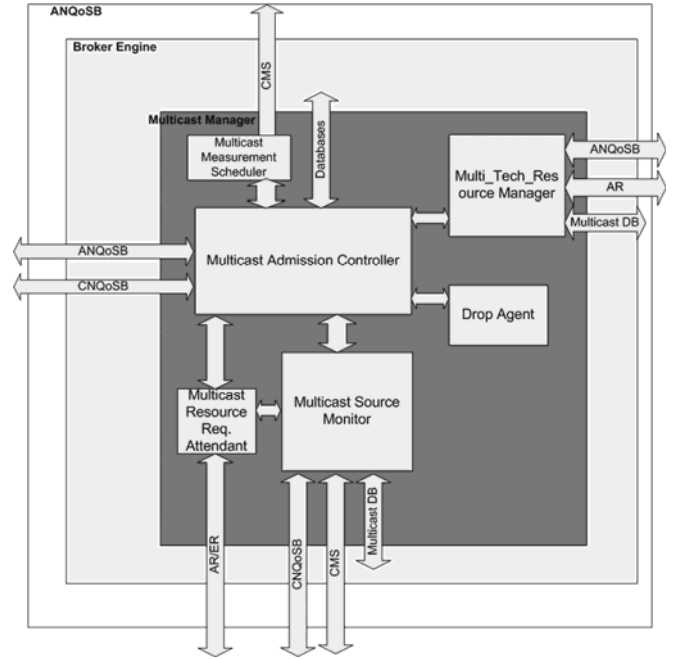 ANQoSB
Broker Engine
CMS
Multicast Manager
Multicast
Measurement
Scheduler
Databases
Multi_Tech_Res
ource Manager
ANQoSB
AR
Multicast DB
ANQoSB
CNQoSB
Multicast Admission Controller
Drop Agent
Multicast
Resource
Req.
Attendant
Multicast Source
Monitor
AR/ER
CNQoSB
CMS
Multicast DB